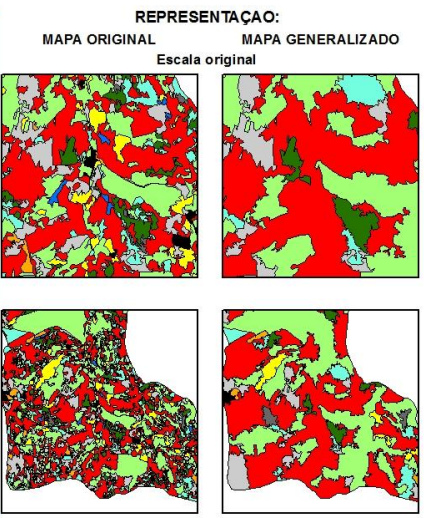 REPRESENTAÇAO:
MAPA ORIGINAL MAPA GENERALIZADO
Escala original